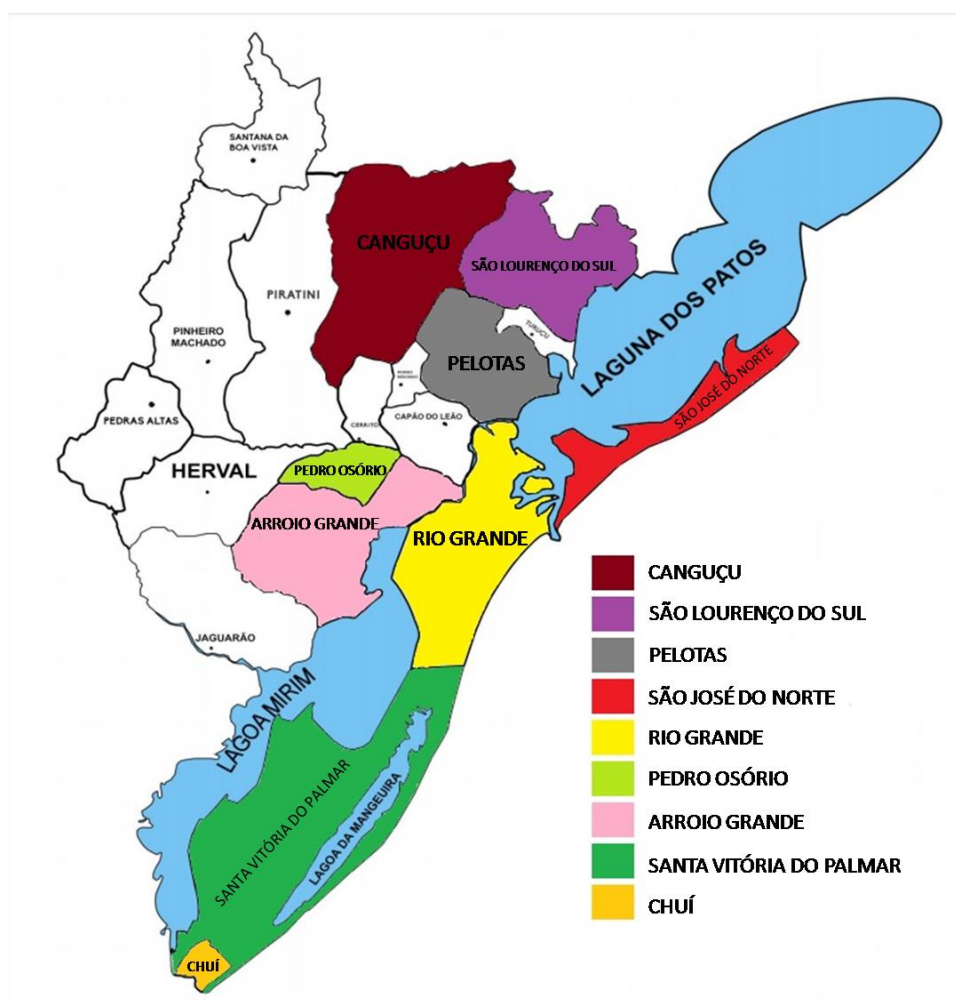 SANTANA DA
BOA VISTA
CANGUÇU
SÃO LOURENÇO DO SUL
PIRATINI
PINHEIRO
MACHADO
TURUÇU
LAGUNA DOS PATOS
PELOTAS
SÃO JOSÉ DO NORTE
PEDRAS ALTAS
CAPÃO DO LEÃO
CERRITO
HERVAL
PEDRO OSÓRIO
ARROIO GRANDE
RIO GRANDE
JAGUARÃO
LAGOA MIRIM
SANTA VITÓRIA DO PALMAR
LAGOA DA MANGEUIRA
CHUÍ
CANGUÇU
SÃO LOURENÇO DO SUL
PELOTAS
SÃO JOSÉ DO NORTE
RIO GRANDE
PEDRO OSÓRIO
ARROIO GRANDE
SANTA VITÓRIA DO PALMAR
CHUÍ